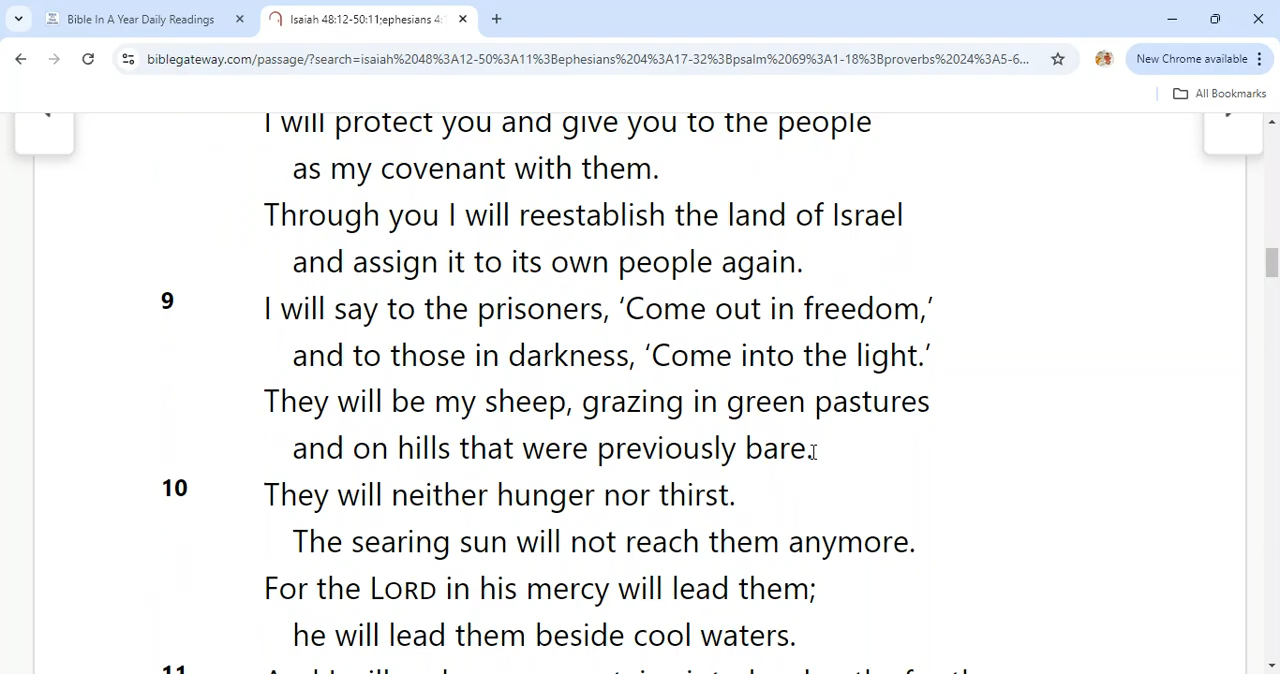 Bible In A Year Daily Readings
Isaiah 48:12-50:11;ephesians 4:
New Chrome available
biblegateway.com/passage/?search=isaiah%2048%3A12-50%3A11%3Bephesians%204%3A17-32%3Bpsalm%2069%3A1-18%3Bproverbs%2024%3A5-6...
All Bookmarks
I will protect you and give you to the people
as my covenant with them.
Through you I will reestablish the land of Israel
and assign it to its own people again.
9 I will say to the prisoners, ‘Come out in freedom,’
and to those in darkness, ‘Come into the light.’
They will be my sheep, grazing in green pastures
and on hills that were previously bare.
10 They will neither hunger nor thirst.
The searing sun will not reach them anymore.
For the LORD in his mercy will lead them;
he will lead them beside cool waters.
11